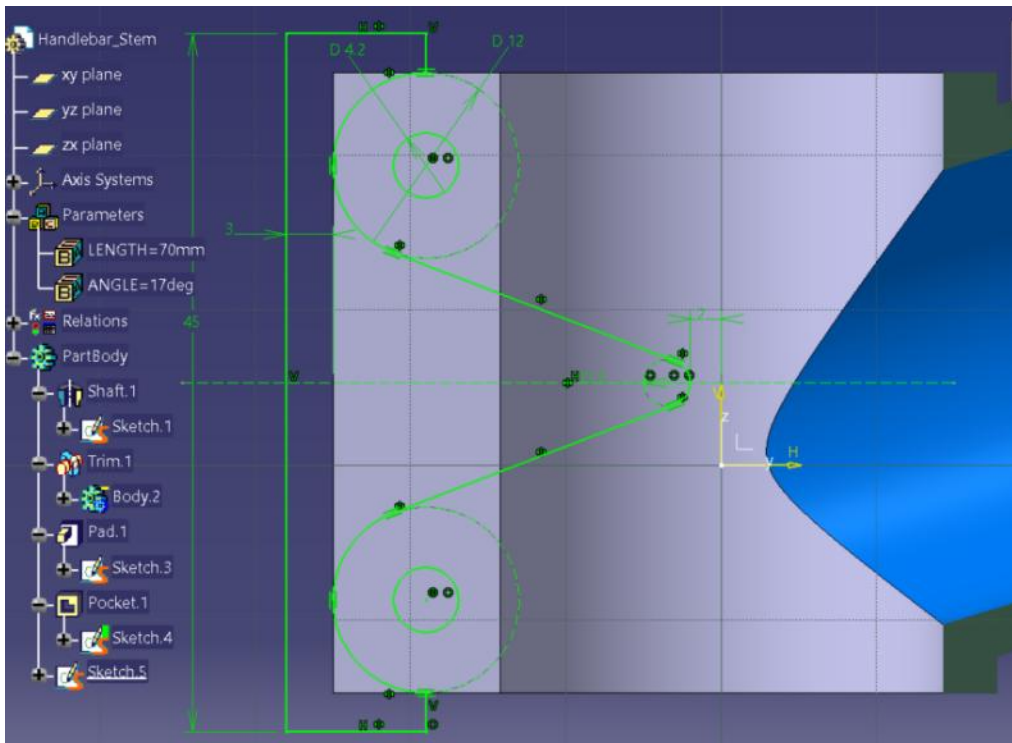 Handlebar_Stem
xy plane
yz plane
zx plane
Axis Systems
Parameters
LENGTH=70mm
ANGLE=17deg
Relations
PartBody
Shaft.1
Sketch.1
Trim.1
Body.2
Pad.1
Sketch.3
Pocket.1
Sketch.4
Sketch.5
H
V
D 4.2
D 12
3
45
2
V
H
z
H
y
V
H